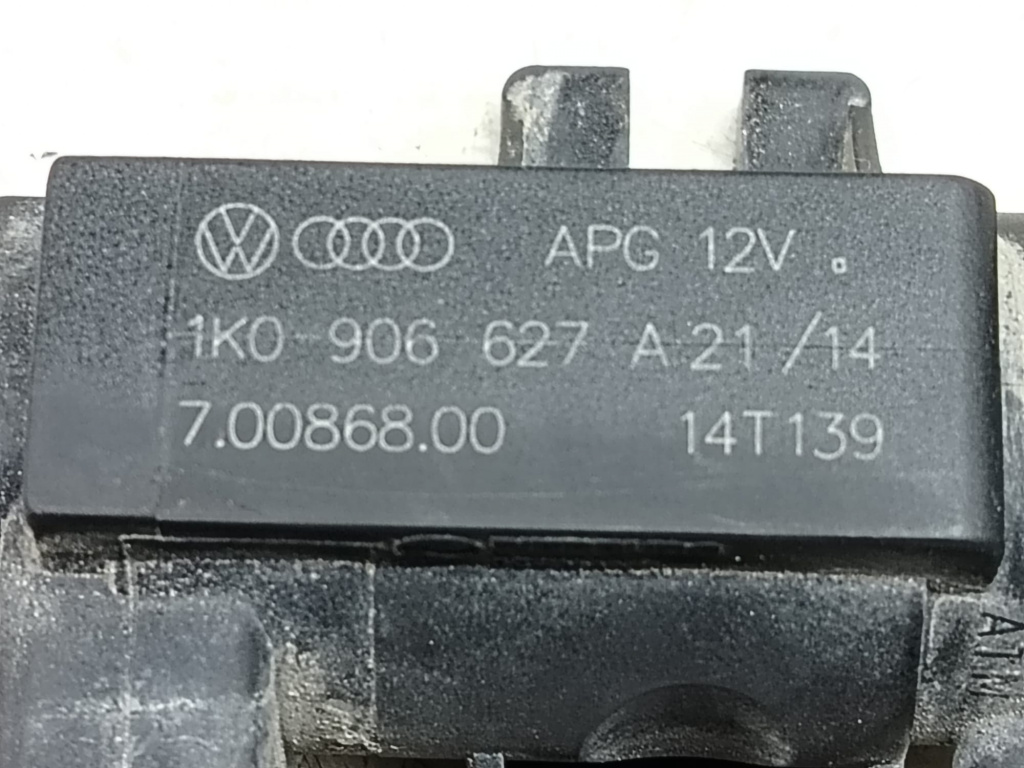 APG 12V
1K0 906 627 A 21/14
7.00868.00 14T139